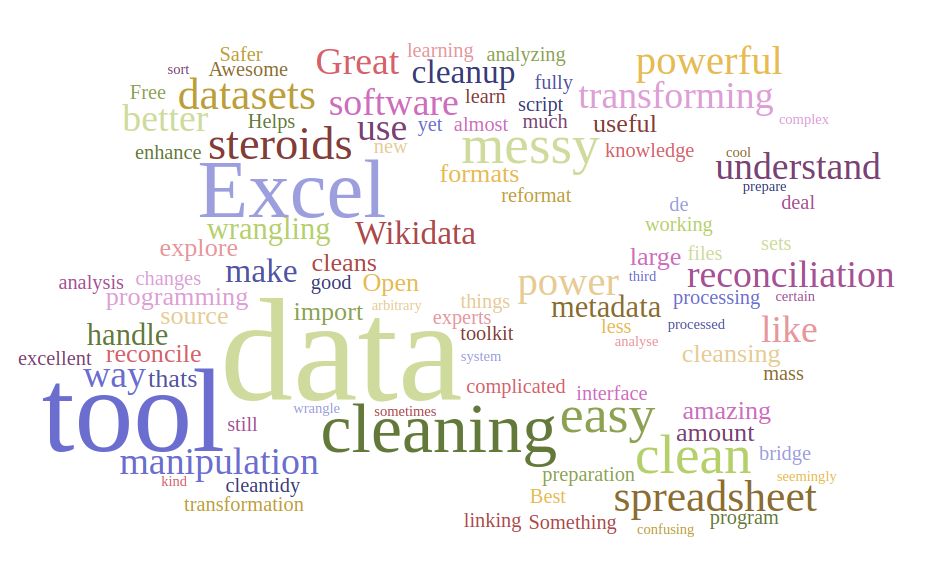 Safer
Great
learning
analyzing
powerful
sort
Awesome
cleanup
fully
Free
datasets
software
learn
script
transforming
better
Helps
use
yet
almost
much
useful
complex
enhance
steroids
new
messy
knowledge
cool
understand
Excel
formats
reformat
prepare
deal
de
wrangling
Wikidata
working
sets
explore
cleans
large
files
analysis
changes
make
good
Open
power
third
reconciliation
programming
source
import
arbitrary
things
metadata
processing
certain
handle
data
experts
toolkit
less
processed
like
excellent
reconcile
system
analyse
cleansing
way
thats
complicated
interface
mass
tool
still
wrangle
sometimes
cleaning
easy
amazing
amount
manipulation
clean
bridge
kind
cleantidy
preparation
seemingly
transformation
Best
spreadsheet
linking
Something
program
confusing